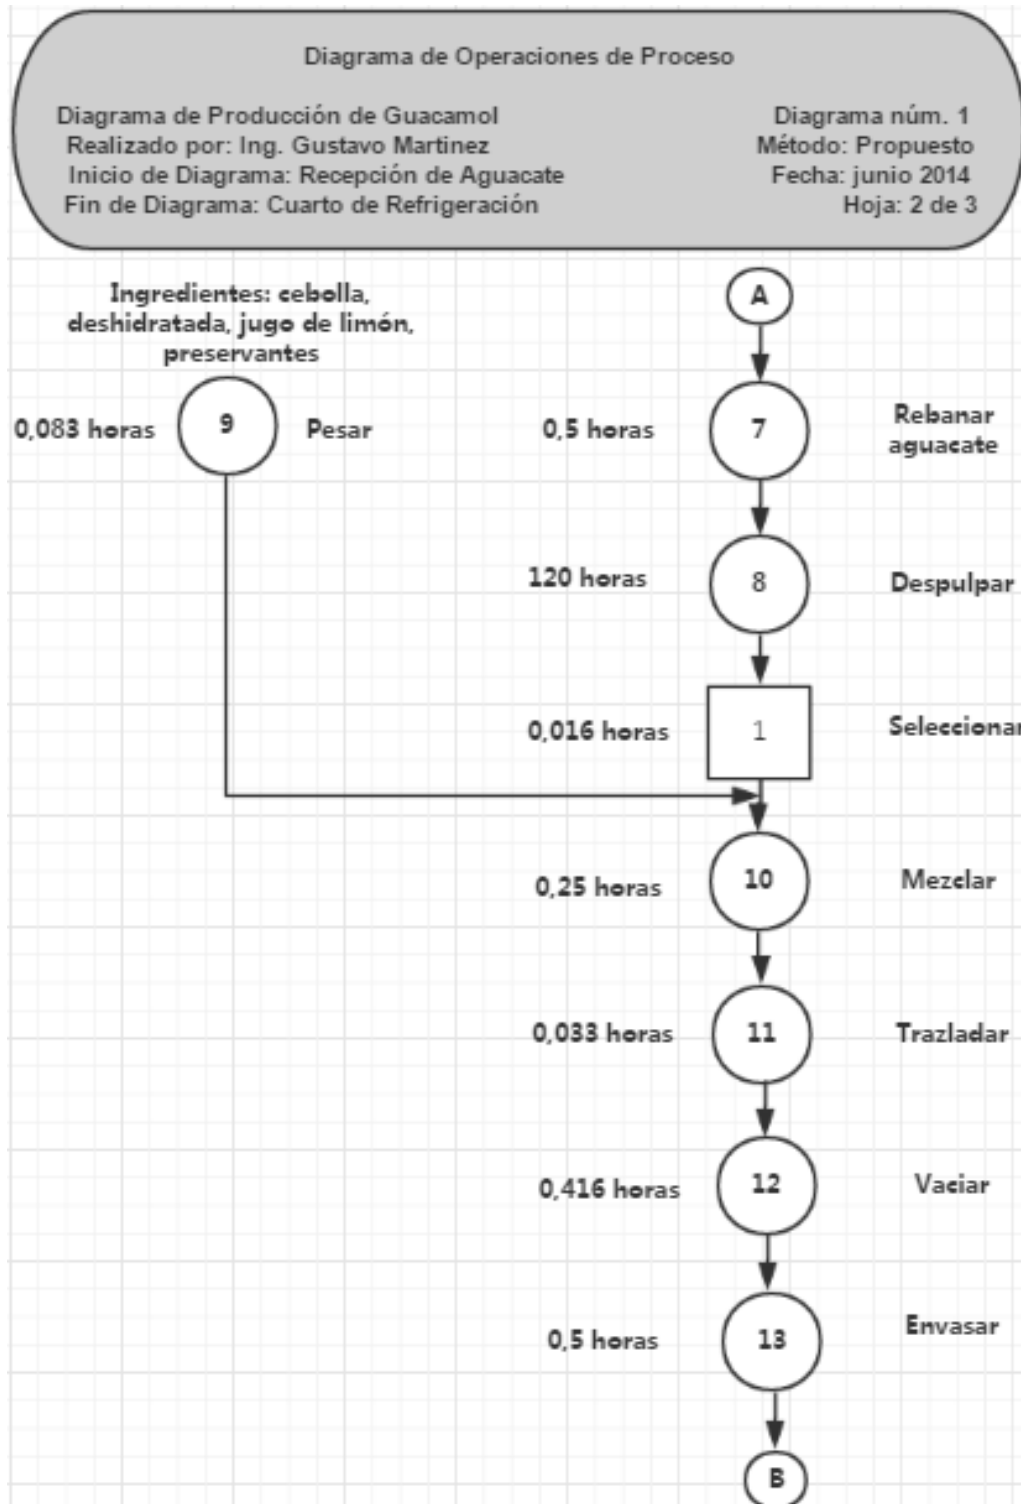 Diagrama de Operaciones de Proceso
Diagrama de Producción de Guacamol
Diagrama núm. 1
Realizado por: Ing. Gustavo Martinez
Método: Propuesto
Inicio de Diagrama: Recepción de Aguacate
Fecha: junio 2014
Fin de Diagrama: Cuarto de Refrigeración
Hoja: 2 de 3
Ingredientes: cebolla,
deshidratada, jugo de limón,
preservantes
0,083 horas
9
Pesar
A
0,5 horas
7
Rebanar
aguacate
120 horas
8
Despulpar
0,016 horas
1
Seleccionar
0,25 horas
10
Mezclar
0,033 horas
11
Trazladar
0,416 horas
12
Vaciar
0,5 horas
13
Envasar
B